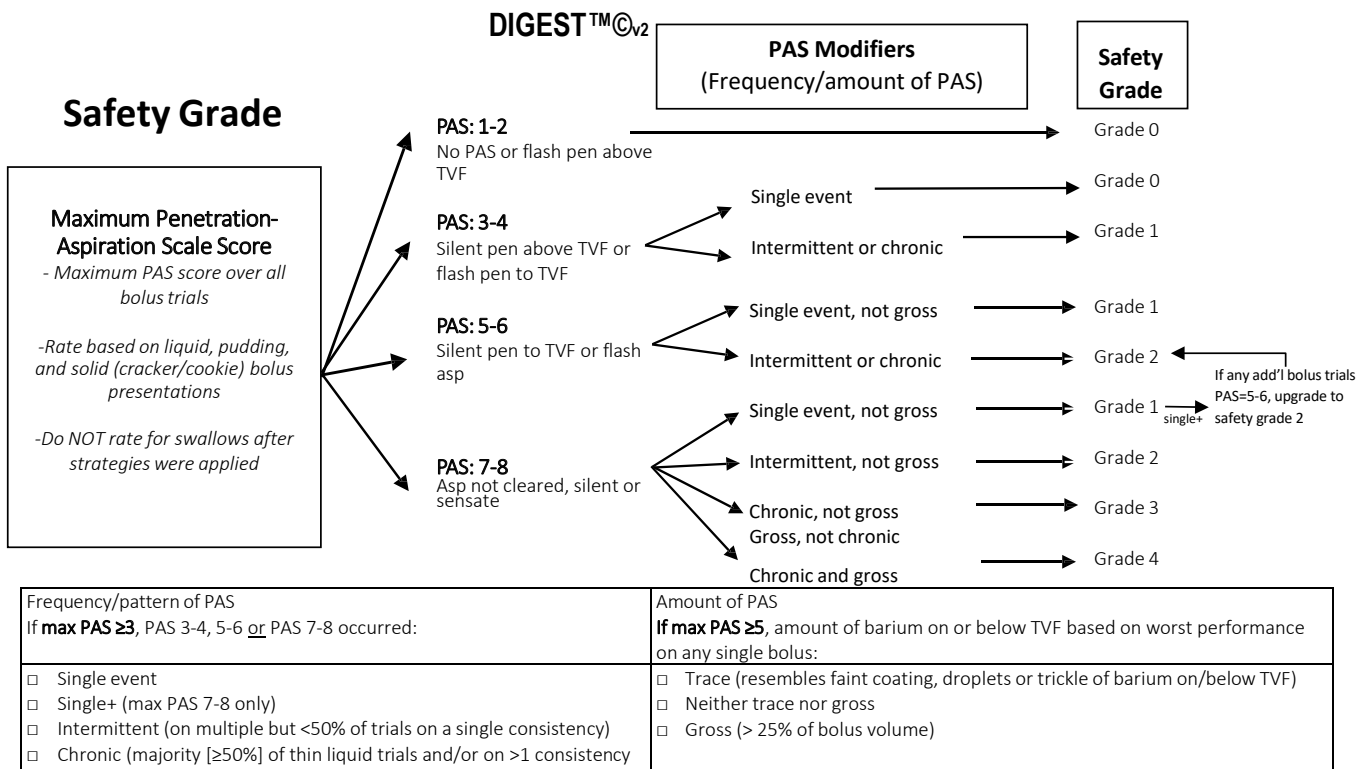 DIGEST™©v2
PAS Modifiers
(Frequency/amount of PAS)
Safety
Grade
Safety Grade
Maximum Penetration-
Aspiration Scale Score
- Maximum PAS score over all
bolus trials
-Rate based on liquid, pudding,
and solid (cracker/cookie) bolus
presentations
-Do NOT rate for swallows after
strategies were applied
PAS: 1-2
No PAS or flash pen above
TVF
Grade 0
PAS: 3-4
Silent pen above TVF or
flash pen to TVF
Single event
Grade 0
Intermittent or chronic
Grade 1
PAS: 5-6
Silent pen to TVF or flash
asp
Single event, not gross
Grade 1
Intermittent or chronic
Grade 2
PAS: 7-8
Asp not cleared, silent or
sensate
Single event, not gross
Grade 1
single+
If any add'l bolus trials
PAS=5-6, upgrade to
safety grade 2
Intermittent, not gross
Grade 2
Chronic, not gross
Gross, not chronic
Grade 3
Chronic and gross
Grade 4
Frequency/pattern of PAS
If max PAS ≥3, PAS 3-4, 5-6 or PAS 7-8 occurred:
□ Single event
□ Single+ (max PAS 7-8 only)
□ Intermittent (on multiple but <50% of trials on a single consistency)
□ Chronic (majority [≥50%] of thin liquid trials and/or on >1 consistency
Amount of PAS
If max PAS ≥5, amount of barium on or below TVF based on worst performance
on any single bolus:
□ Trace (resembles faint coating, droplets or trickle of barium on/below TVF)
□ Neither trace nor gross
□ Gross (> 25% of bolus volume)